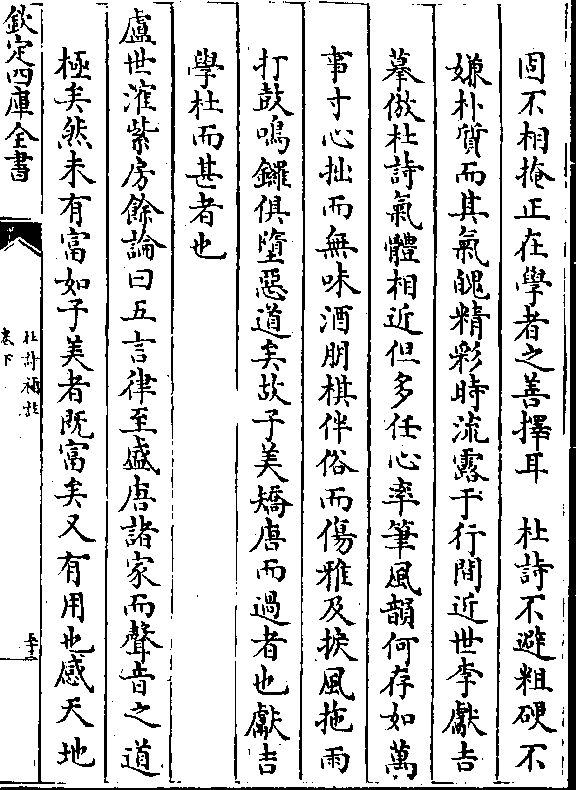 固不相掩正在學者之善擇耳　杜詩不避粗硬不
嫌朴質而其氣魄精彩時流露于行間近世李獻吉
摹倣杜詩氣體相近但多任心率筆風韻何存如萬
事寸心拙而無味酒朋棋伴俗而傷雅及捩風拖雨
打鼓鳴鑼俱墮惡道矣故子美矯唐而過者也獻吉
學杜而甚者也
盧世㴶紫房餘論曰五言律至盛唐諸家而聲音之道
極矣然未有富如子美者既富矣又有用也感天地
欽定四庫全書
杜詩補註
卷下